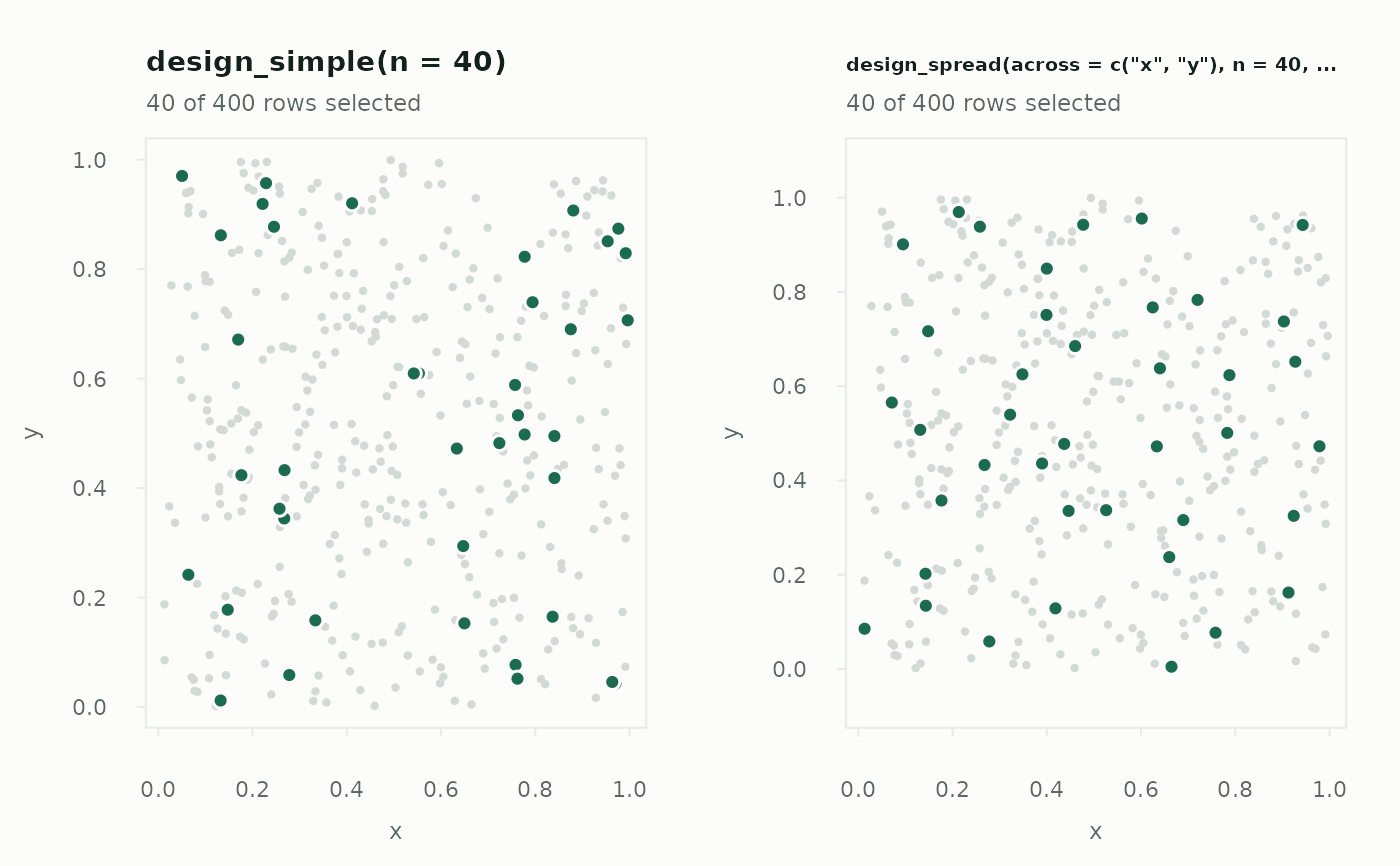 design_simple(n = 40)
40 of 400 rows selected
1.0
0.8
0.6
0.4
0.2
0.0
y
0.0 0.2 0.4 0.6 0.8 1.0
x
design_spread(across = c("x", "y"), n = 40, ...
40 of 400 rows selected
1.0
0.8
0.6
0.4
0.2
0.0
y
0.0 0.2 0.4 0.6 0.8 1.0
x